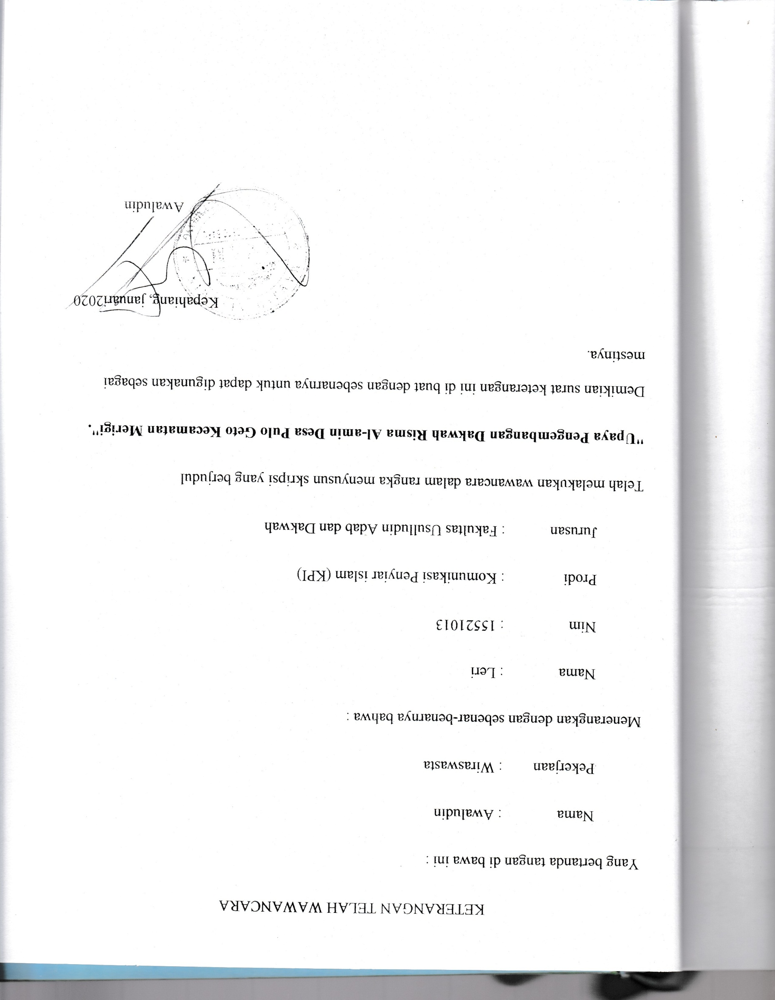 KETERANGAN TELAH WAWANCARA
Yang bertanda tangan di bawa ini :
Nama : Awaludin
Pekerjaan : Wiraswasta
Menerangkan dengan sebenar-benarnya bahwa :
Nama : Leri
Nim : 15521013
Prodi : Komunikasi Penyiar islam (KPI)
Jurusan : Fakultas Usulludin Adab dan Dakwah
Telah melakukan wawancara dalam rangka menyusun skripsi yang berjudul
"Upaya Pengembangan Dakwah Risma Al-amin Desa Pulo Geto Kecamatan Merigi".
Demikian surat keterangan ini di buat dengan sebenarnya untuk dapat digunakan sebagai
mestinya.
Kepahiang, januari2020
Awaludin